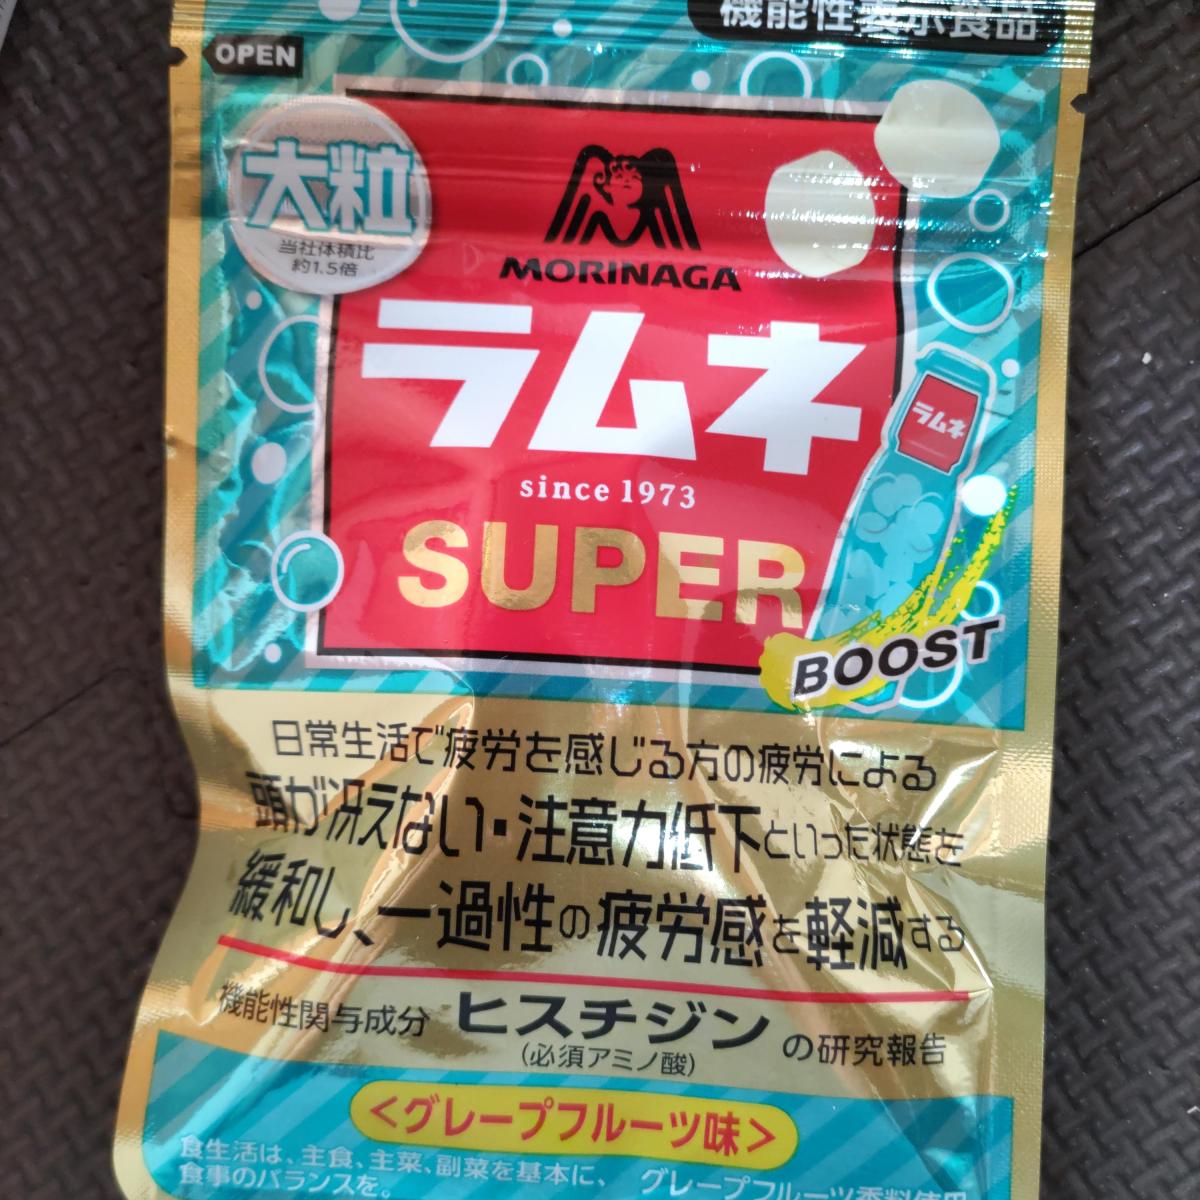 機能性表示食品
OPEN
大粒
当社体積比
約1.5倍
MORINAGA
ラムネ
since 1973
SUPER
ラムネ
BOOST
日常生活で疲労を感じる方の疲労による
頭が冴えない・注意力低下といった状態を
緩和し、一過性の疲労感を軽減する
機能性関与成分 ヒスチジン の研究報告
(必須アミノ酸)
<グレープフルーツ味>
食生活は、主食、主菜、副菜を基本に、
食事のバランスを。
グレープフルーツ香料使用